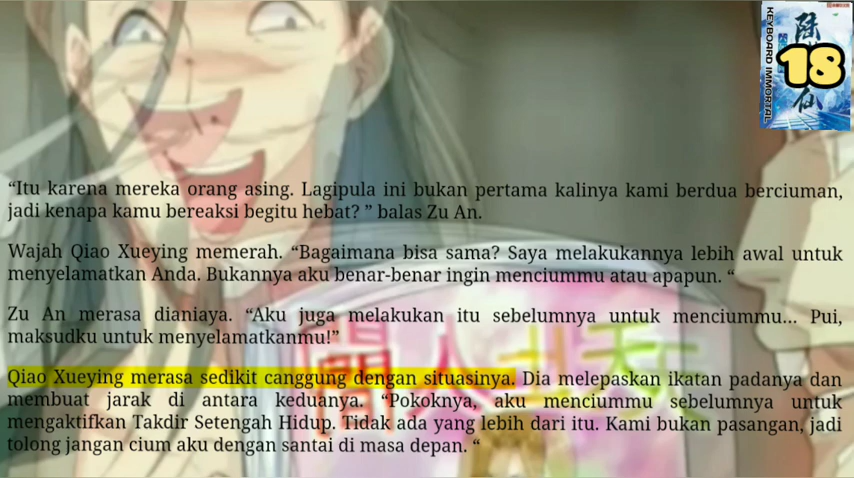 陸
KEYBOARD IMMORTAL
18
仙
“Itu karena mereka orang asing. Lagipula ini bukan pertama kalinya kami berdua berciuman,
jadi kenapa kamu bereaksi begitu hebat? ” balas Zu An.
Wajah Qiao Xueying memerah. “Bagaimana bisa sama? Saya melakukannya lebih awal untuk
menyelamatkan Anda. Bukannya aku benar-benar ingin menciummu atau apapun. “
Zu An merasa dianiaya. “Aku juga melakukan itu sebelumnya untuk menciummu... Pui,
maksudku untuk menyelamatkanmu!”
Qiao Xueying merasa sedikit canggung dengan situasinya. Dia melepaskan ikatan padanya dan
membuat jarak di antara keduanya. “Pokoknya, aku menciummu sebelumnya untuk
mengaktifkan Takdir Setengah Hidup. Tidak ada yang lebih dari itu. Kami bukan pasangan, jadi
tolong jangan cium aku dengan santai di masa depan. “